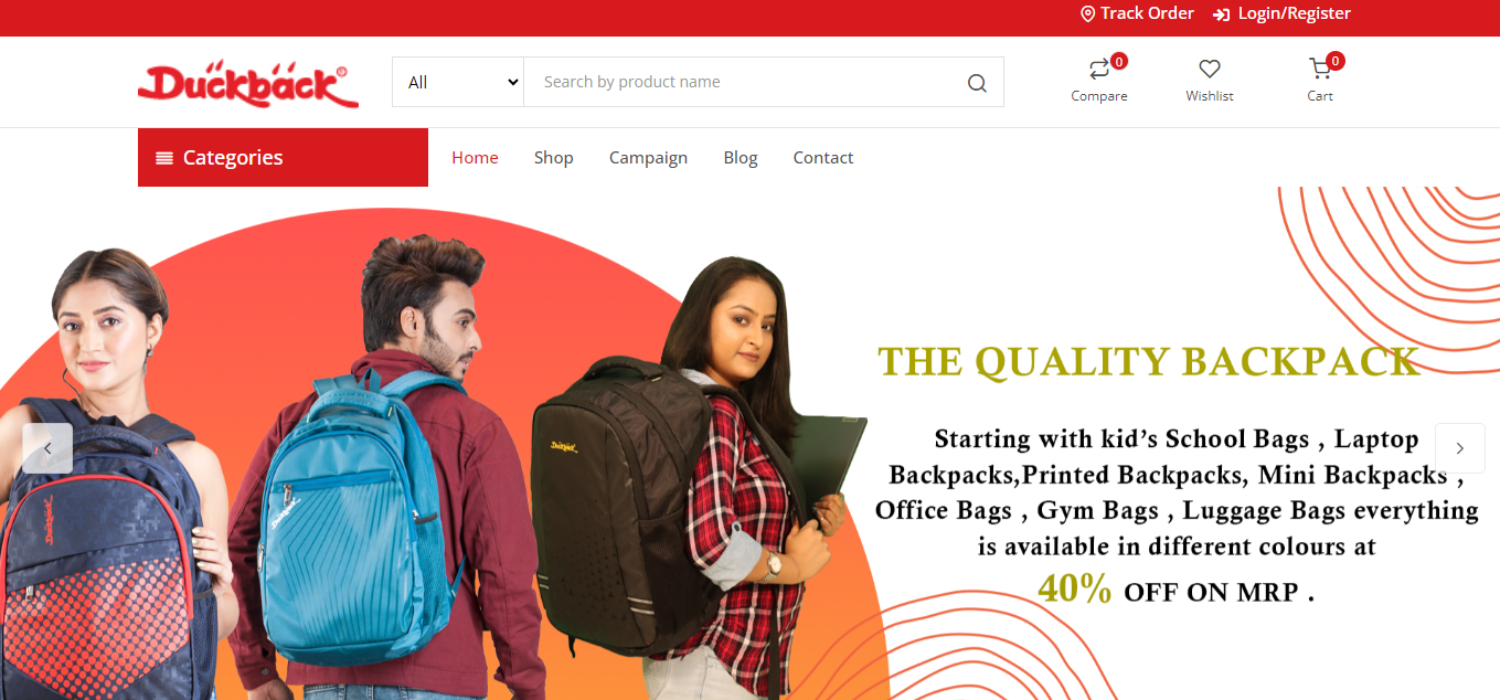 Track Order Login/Register
Duckback®
All
Search by product name
0
Compare
Wishlist
0
Cart
Categories
Home Shop Campaign Blog Contact
THE QUALITY BACKPACK
Starting with kid’s School Bags , Laptop
Backpacks,Printed Backpacks, Mini Backpacks ,
Office Bags , Gym Bags , Luggage Bags everything
is available in different colours at
40% OFF ON MRP .
Duckback
Duckback
Duckback